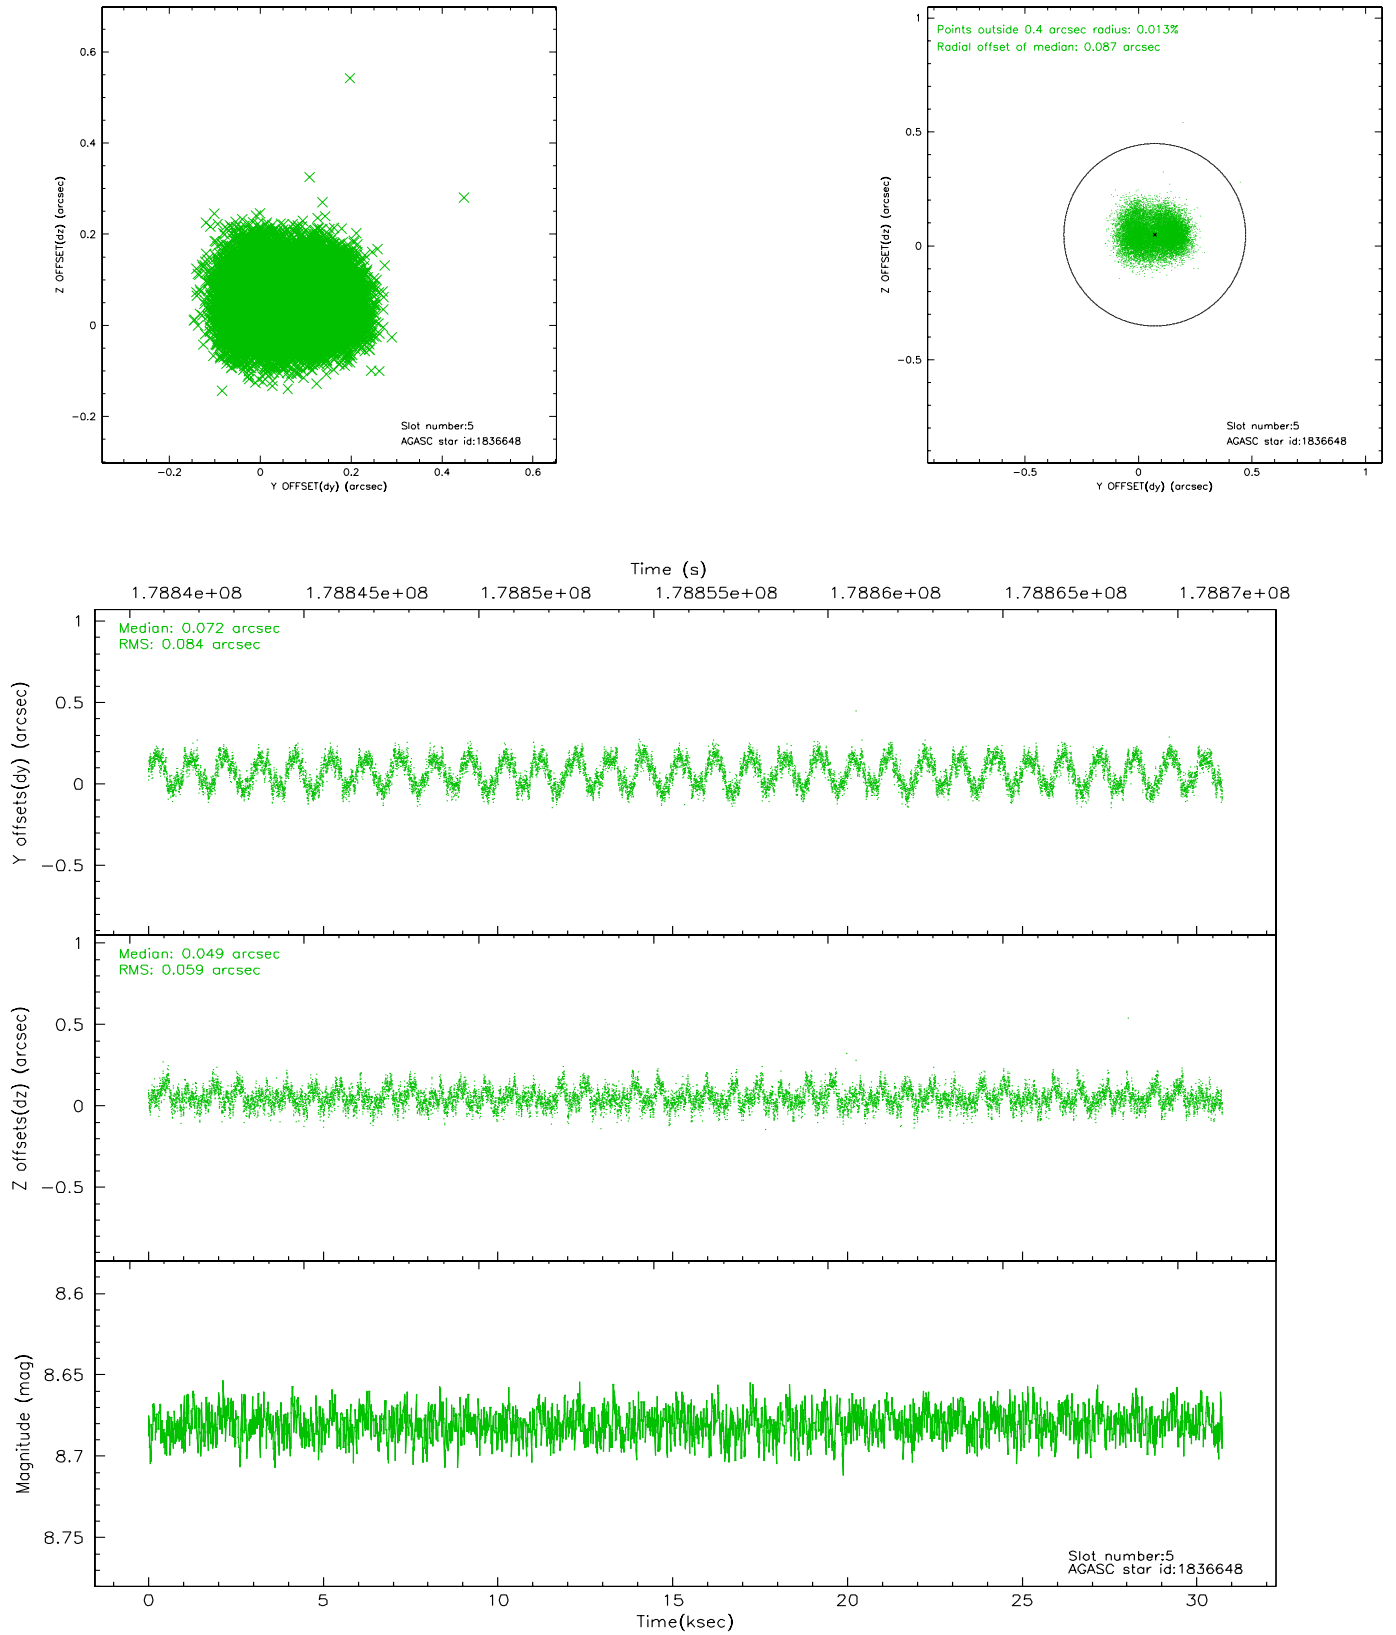 0.6
0.4
0.2
0
−0.2
Z OFFSET(dz) (arcsec)
Slot number:5
AGASC star id:1836648
−0.2 0 0.2 0.4 0.6
Y OFFSET(dy) (arcsec)
Points outside 0.4 arcsec radius: 0.013%
Radial offset of median: 0.087 arcsec
1
0.5
0
−0.5
Z OFFSET(dz) (arcsec)
Slot number:5
AGASC star id:1836648
−0.5 0 0.5 1
Y OFFSET(dy) (arcsec)
Time (s)
1.7884e+08 1.78845e+08 1.7885e+08 1.78855e+08 1.7886e+08 1.78865e+08 1.7887e+08
Median: 0.072 arcsec
RMS: 0.084 arcsec
1
0.5
0
−0.5
Y offsets(dy) (arcsec)
Median: 0.049 arcsec
RMS: 0.059 arcsec
1
0.5
0
−0.5
Z offsets(dz) (arcsec)
8.6
8.65
8.7
8.75
Magnitude (mag)
Slot number:5
AGASC star id:1836648
0 5 10 15 20 25 30
Time(ksec)